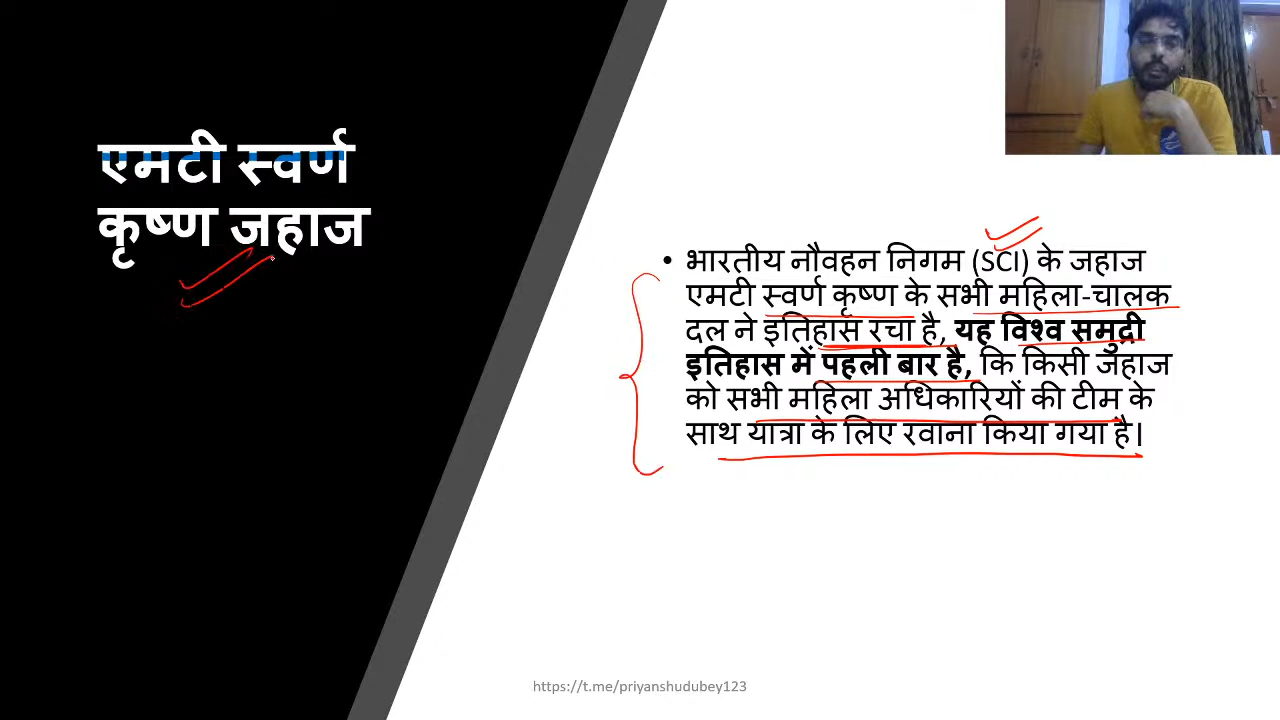 एमटी स्वर्ण
कृष्ण जहाज
• भारतीय नौवहन निगम (SCI) के जहाज
एमटी स्वर्ण कृष्ण के सभी महिला-चालक
दल ने इतिहास रचा है, यह विश्व समुद्री
इतिहास में पहली बार है, कि किसी जहाज
को सभी महिला अधिकारियों की टीम के
साथ यात्रा के लिए रवाना किया गया है।
https://t.me/priyanshudubey123